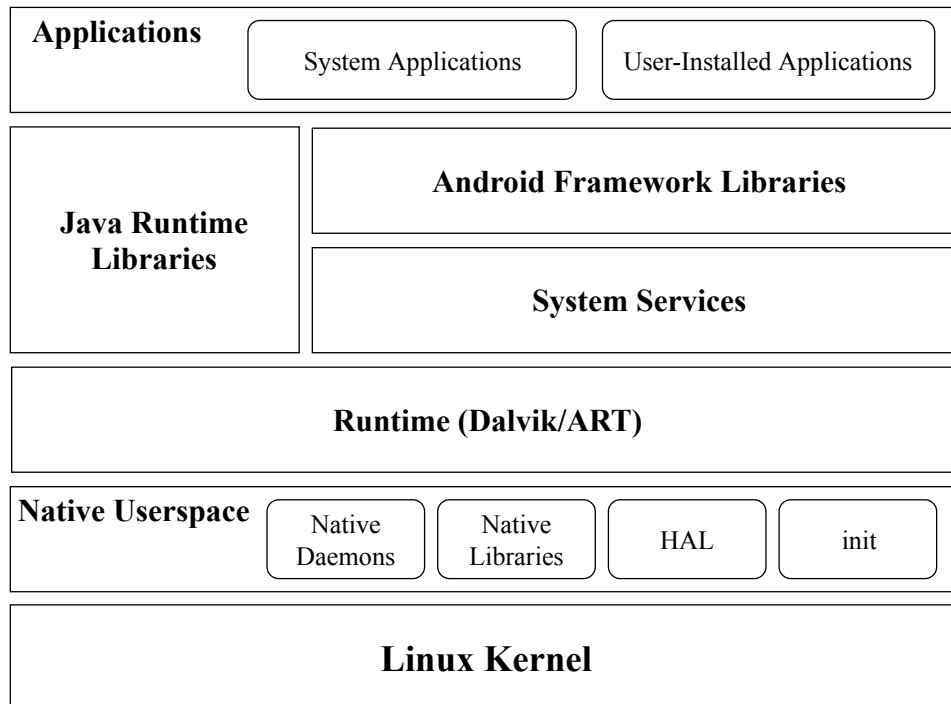 Applications
System Applications
User-Installed Applications
Java Runtime
Libraries
Android Framework Libraries
System Services
Runtime (Dalvik/ART)
Native Userspace
Native
Daemons
Native
Libraries
HAL
init
Linux Kernel